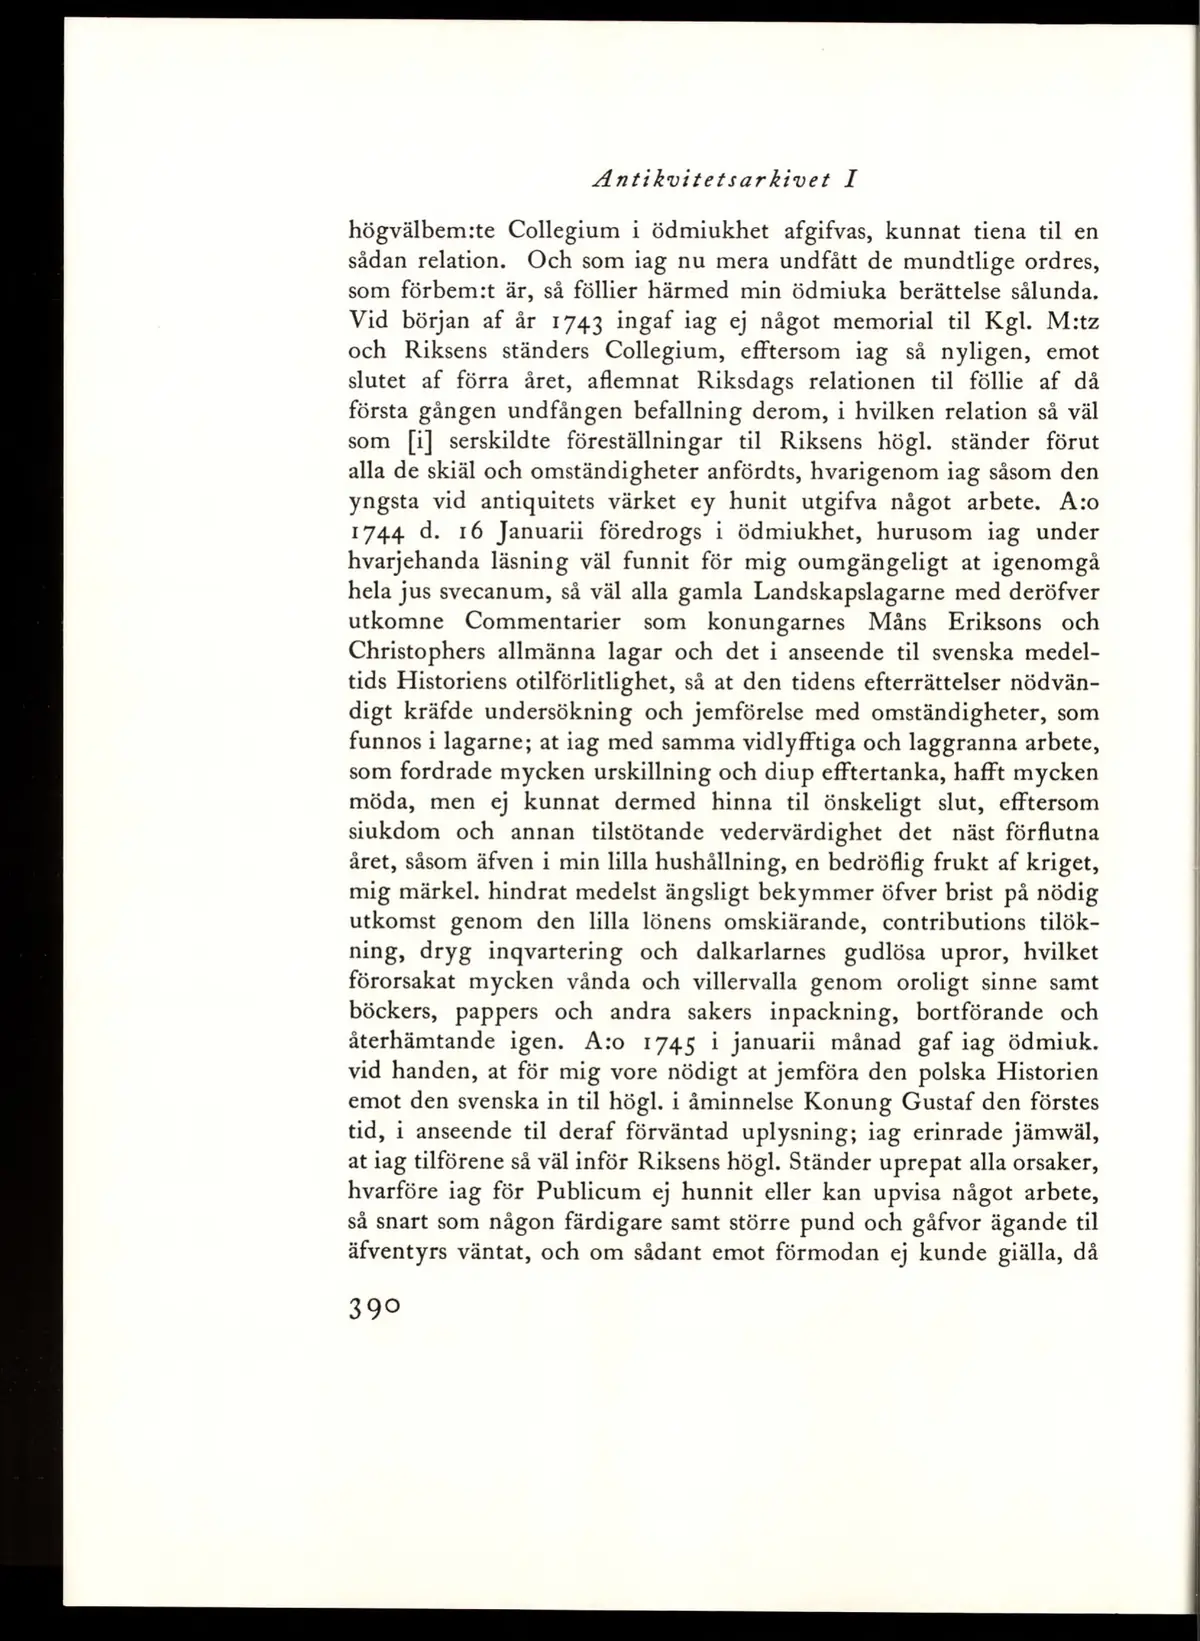 Antikvitetsarkivet I
högvälbem:te Collegium i ödmiukhet afgifvas, kunnat tiena til en
sådan relation. Och som iag nu mera undfått de mundtlige ordres,
som förbem:t är, så föllier härmed min ödmiuka berättelse sålunda.
Vid början af år 1743 ingaf iag ej något memorial til Kgl. M:tz
och Riksens ständers Collegium, efftersom iag så nyligen, emot
slutet af förra året, aflemnat Riksdags relationen til föllie af då
första gången undfången befallning derom, i hvilken relation så väl
som [i] serskildte föreställningar til Riksens högl. ständer förut
alla de skiäl och omständigheter anfördts, hvarigenom iag såsom den
yngsta vid antiquitets värket ey hunit utgifva något arbete. A:o
1744 d. 16 Januarii föredrogs i ödmiukhet, hurusom iag under
hvarjehanda läsning väl funnit för mig oumgängeligt at igenomgå
hela jus svecanum, så väl alla gamla Landskapslagarne med deröfver
utkomne Commentarier som konungarnes Måns Eriksons och
Christophers allmänna lagar och det i anseende til svenska medel-
tids Historiens otilförlitlighet, så at den tidens efterrättelser nödvän-
digt kräfde undersökning och jemförelse med omständigheter, som
funnos i lagarne; at iag med samma vidlyfftiga och laggranna arbete,
som fordrade mycken urskillning och diup efftertanka, hafft mycken
möda, men ej kunnat dermed hinna til önskeligt slut, efftersom
siukdom och annan tilstötande vedervärdighet det näst förflutna
året, såsom äfven i min lilla hushållning, en bedröflig frukt af kriget,
mig märkel. hindrat medelst ängsligt bekymmer öfver brist på nödig
utkomst genom den lilla lönens omskiärande, contributions tilök-
ning, dryg inqvartering och dalkarlarnes gudlösa upror, hvilket
förorsakat mycken vånda och villervalla genom oroligt sinne samt
böckers, pappers och andra sakers inpackning, bortförande och
återhämtande igen. A:o 1745 i januarii månad gaf iag ödmiuk.
vid handen, at för mig vore nödigt at jemföra den polska Historien
emot den svenska in til högl. i åminnelse Konung Gustaf den förstes
tid, i anseende til deraf förväntad uplysning; iag erinrade jämwäl,
at iag tilförene så väl inför Riksens högl. Ständer uprepat alla orsaker,
hvarföre iag för Publicum ej hunnit eller kan upvisa något arbete,
så snart som någon färdigare samt större pund och gåfvor ägande til
äfventyrs väntat, och om sådant emot förmodan ej kunde giälla, då
390